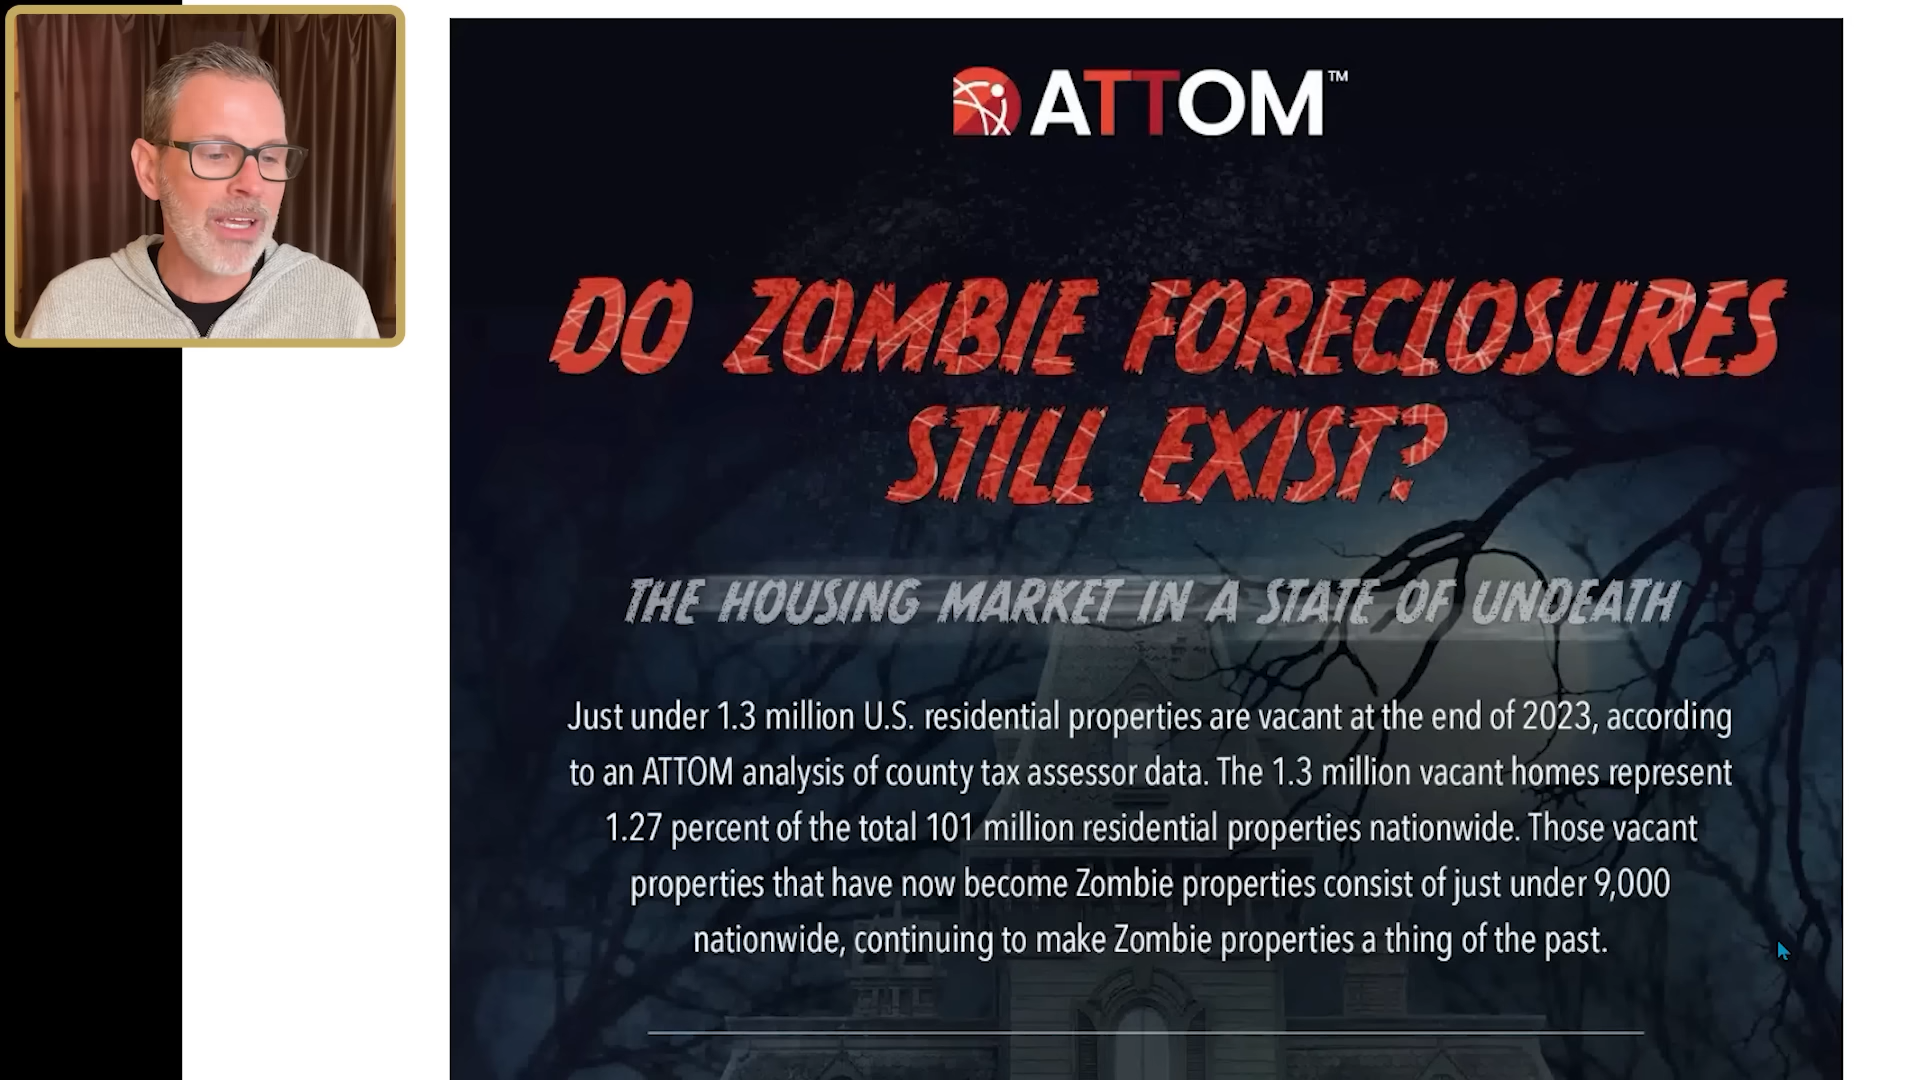 ATTOM™
DO ZOMBIE FORECLOSURES
STILL EXIST?
THE HOUSING MARKET IN A STATE OF UNDEATH
Just under 1.3 million U.S. residential properties are vacant at the end of 2023, according
to an ATTOM analysis of county tax assessor data. The 1.3 million vacant homes represent
1.27 percent of the total 101 million residential properties nationwide. Those vacant
properties that have now become Zombie properties consist of just under 9,000
nationwide, continuing to make Zombie properties a thing of the past.